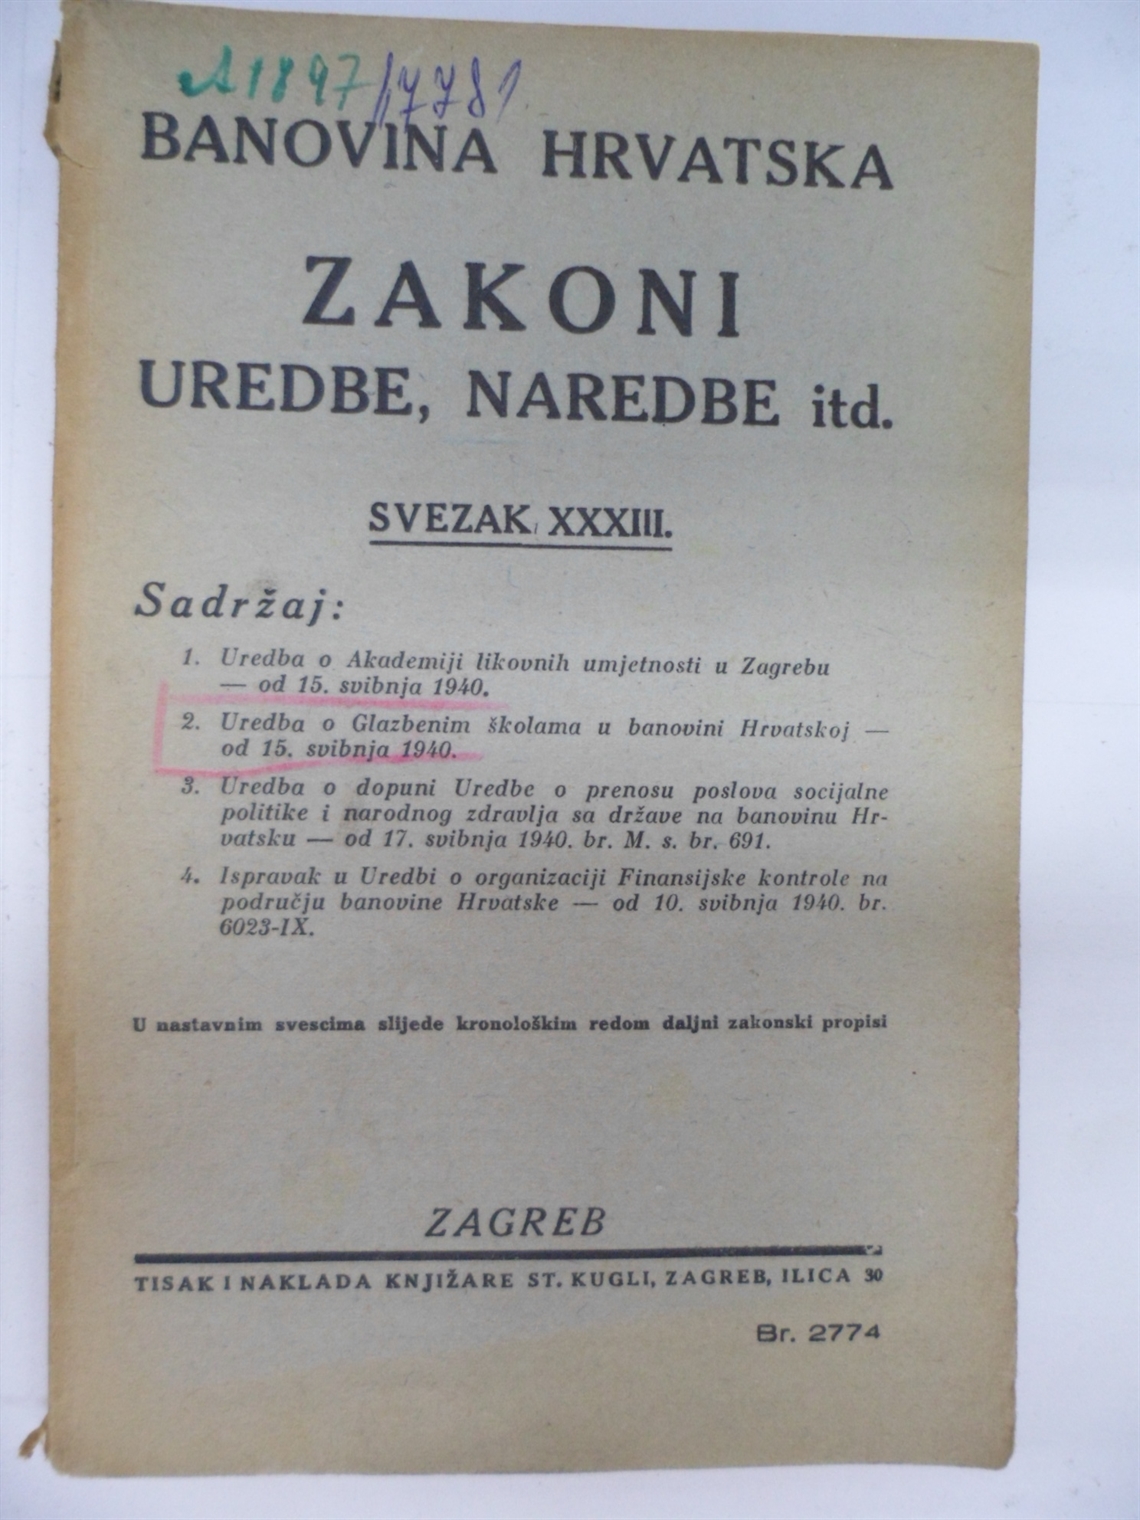 A1897/7781
BANOVINA HRVATSKA
ZAKONI
UREDBE, NAREDBE itd.
SVEZAK XXXIII.
Sadržaj:
1. Uredba o Akademiji likovnih umjetnosti u Zagrebu
— od 15. svibnja 1940.
2. Uredba o Glazbenim školama u banovini Hrvatskoj —
od 15. svibnja 1940.
3. Uredba o dopuni Uredbe o prenosu poslova socijalne
politike i narodnog zdravlja sa države na banovinu Hr-
vatsku — od 17. svibnja 1940. br. M. s. br. 691.
4. Ispravak u Uredbi o organizaciji Finansijske kontrole na
području banovine Hrvatske — od 10. svibnja 1940. br.
6023-IX.
U nastavnim svescima slijede kronološkim redom daljni zakonski propisi
ZAGREB
TISAK I NAKLADA KNJIŽARE ST. KUGLI, ZAGREB, ILICA 30
Br. 2774